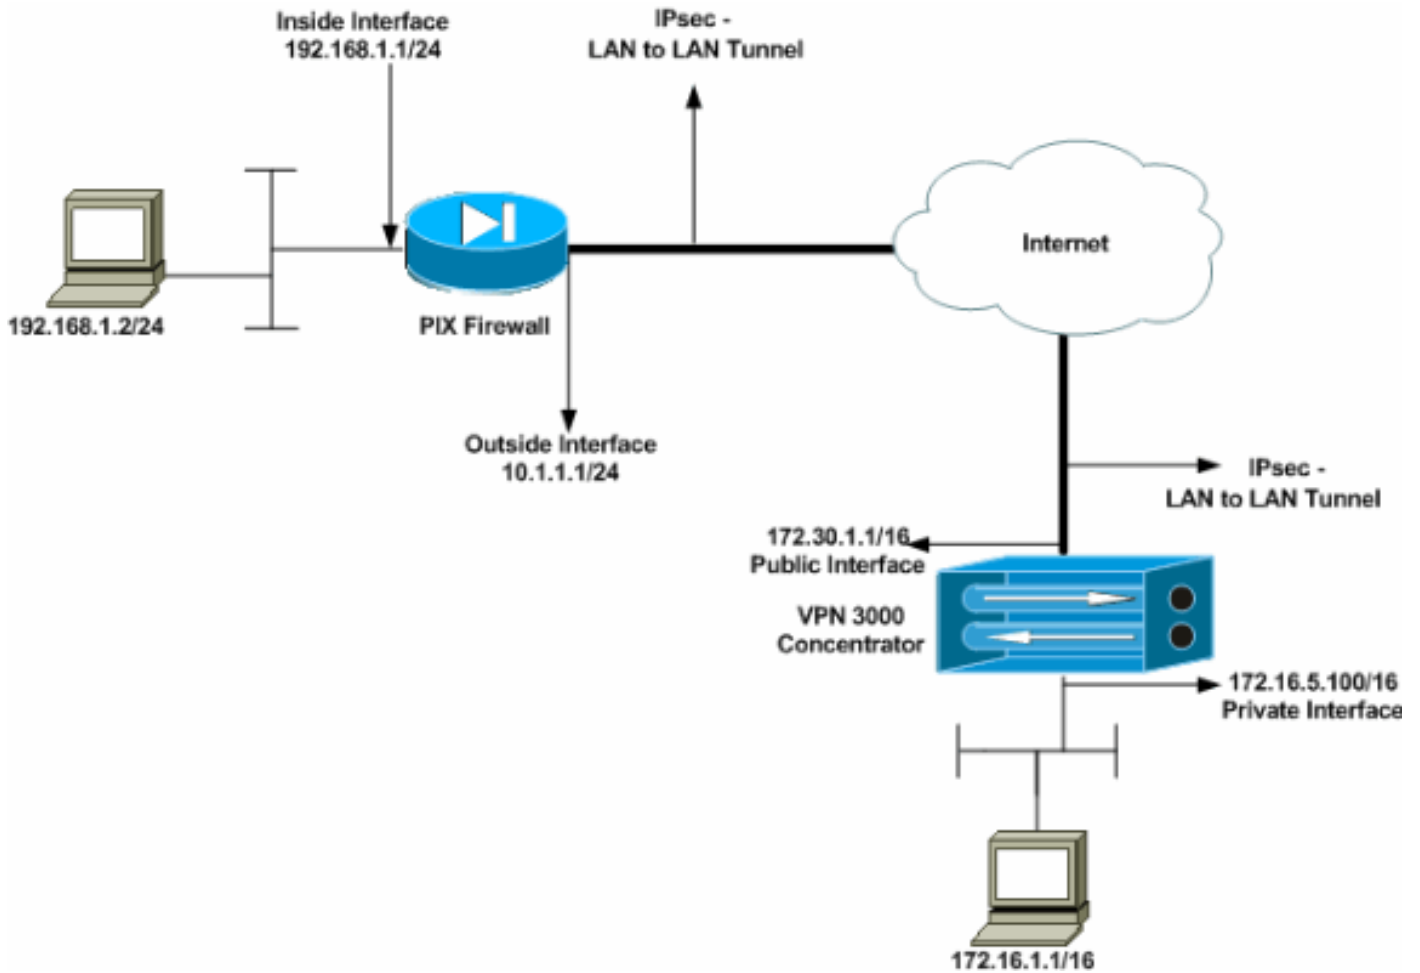 Inside Interface
192.168.1.1/24
IPsec -
LAN to LAN Tunnel
Internet
192.168.1.2/24
PIX Firewall
Outside Interface
10.1.1.1/24
IPsec -
LAN to LAN Tunnel
172.30.1.1/16
Public Interface
VPN 3000
Concentrator
172.16.5.100/16
Private Interface
172.16.1.1/16